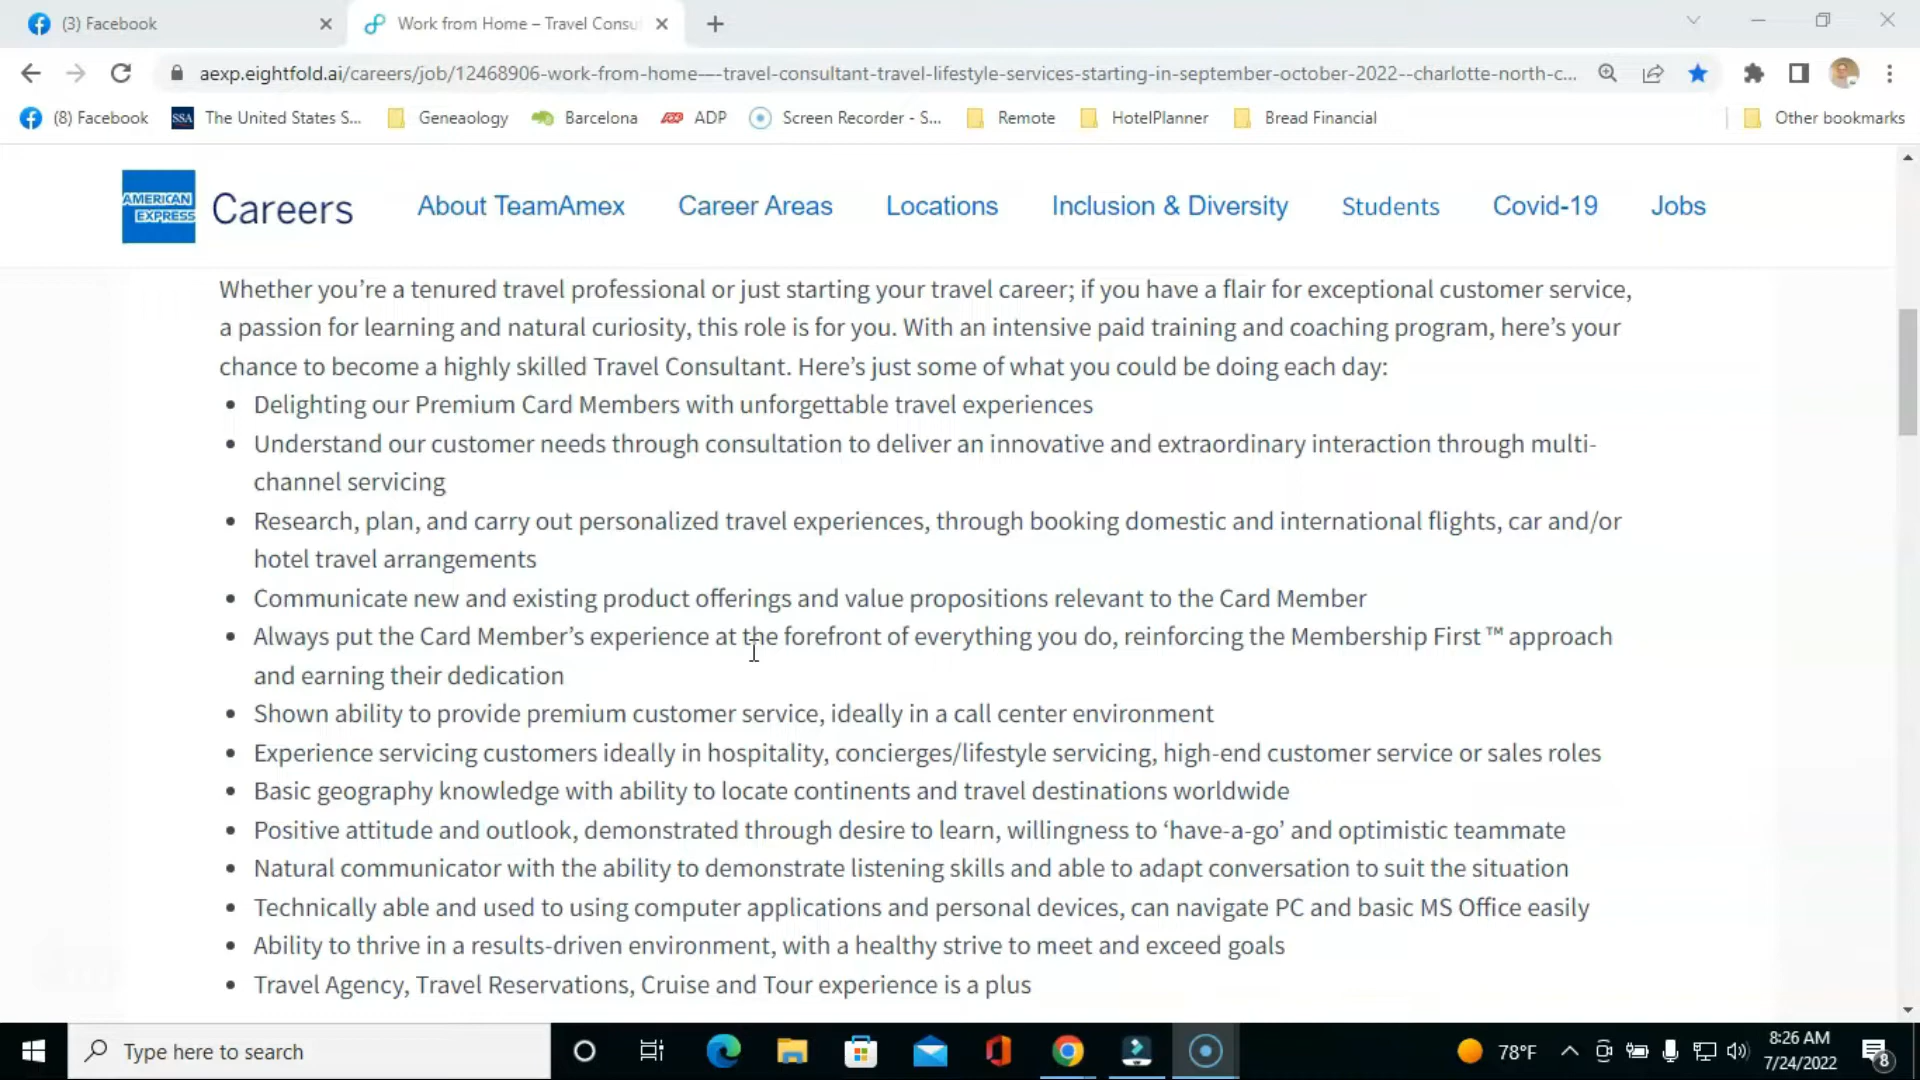 (3) Facebook
Work from Home – Travel Consu
aexp.eightfold.ai/careers/job/12468906-work-from-home-–-travel-consultant-travel-lifestyle-services-starting-in-september-october-2022--charlotte-north-c...
(8) Facebook
SSA
The United States S...
Geneaology
Barcelona
ADP
Screen Recorder - S...
Remote
HotelPlanner
Bread Financial
Other bookmarks
AMERICAN
EXPRESS
Careers
About TeamAmex
Career Areas
Locations
Inclusion & Diversity
Students
Covid-19
Jobs
Whether you’re a tenured travel professional or just starting your travel career; if you have a flair for exceptional customer service,
a passion for learning and natural curiosity, this role is for you. With an intensive paid training and coaching program, here’s your
chance to become a highly skilled Travel Consultant. Here’s just some of what you could be doing each day:
• Delighting our Premium Card Members with unforgettable travel experiences
• Understand our customer needs through consultation to deliver an innovative and extraordinary interaction through multi-
channel servicing
• Research, plan, and carry out personalized travel experiences, through booking domestic and international flights, car and/or
hotel travel arrangements
• Communicate new and existing product offerings and value propositions relevant to the Card Member
• Always put the Card Member’s experience at the forefront of everything you do, reinforcing the Membership First ™ approach
and earning their dedication
• Shown ability to provide premium customer service, ideally in a call center environment
• Experience servicing customers ideally in hospitality, concierges/lifestyle servicing, high-end customer service or sales roles
• Basic geography knowledge with ability to locate continents and travel destinations worldwide
• Positive attitude and outlook, demonstrated through desire to learn, willingness to ‘have-a-go’ and optimistic teammate
• Natural communicator with the ability to demonstrate listening skills and able to adapt conversation to suit the situation
• Technically able and used to using computer applications and personal devices, can navigate PC and basic MS Office easily
• Ability to thrive in a results-driven environment, with a healthy strive to meet and exceed goals
• Travel Agency, Travel Reservations, Cruise and Tour experience is a plus
Type here to search
78°F
8:26 AM
7/24/2022
8